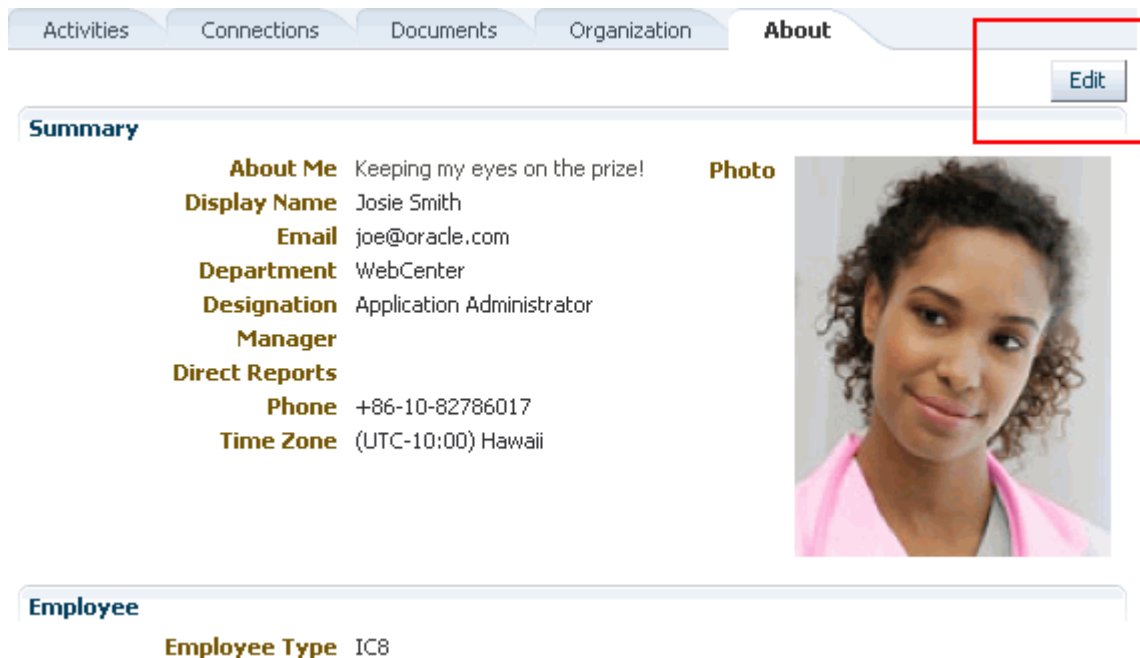 Activities Connections Documents Organization About
Edit
Summary
About Me Keeping my eyes on the prize! Photo
Display Name Josie Smith
Email joe@oracle.com
Department WebCenter
Designation Application Administrator
Manager
Direct Reports
Phone +86-10-82786017
Time Zone (UTC-10:00) Hawaii
Employee
Employee Type IC8